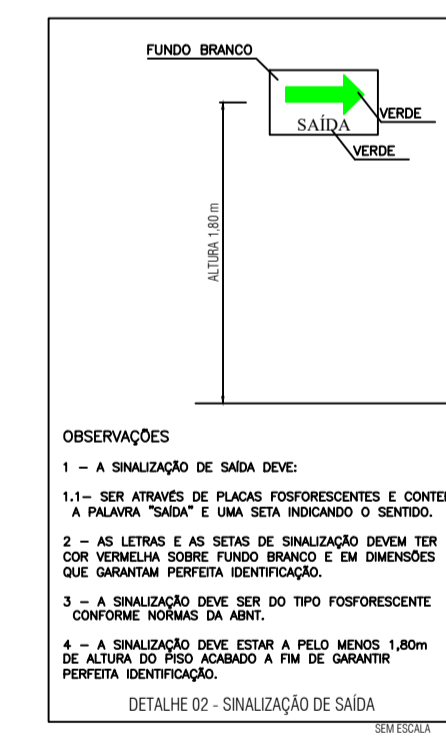 FUNDO BRANCO
VERDE
SAÍDA
VERDE
ALTURA 1.80 m
OBSERVAÇÕES
1 – A SINALIZAÇÃO DE SAÍDA DEVE:
1.1– SER ATRAVÉS DE PLACAS FOSFORESCENTES E CONTER
A PALAVRA "SAÍDA" E UMA SETA INDICANDO O SENTIDO.
2 – AS LETRAS E AS SETAS DE SINALIZAÇÃO DEVEM TER
COR VERMELHA SOBRE FUNDO BRANCO E EM DIMENSÕES
QUE GARANTAM PERFEITA IDENTIFICAÇÃO.
3 – A SINALIZAÇÃO DEVE SER DO TIPO FOSFORESCENTE
CONFORME NORMAS DA ABNT.
4 – A SINALIZAÇÃO DEVE ESTAR A PELO MENOS 1,80m
DE ALTURA DO PISO ACABADO A FIM DE GARANTIR
PERFEITA IDENTIFICAÇÃO.
DETALHE 02 - SINALIZAÇÃO DE SAÍDA
SEM ESCALA